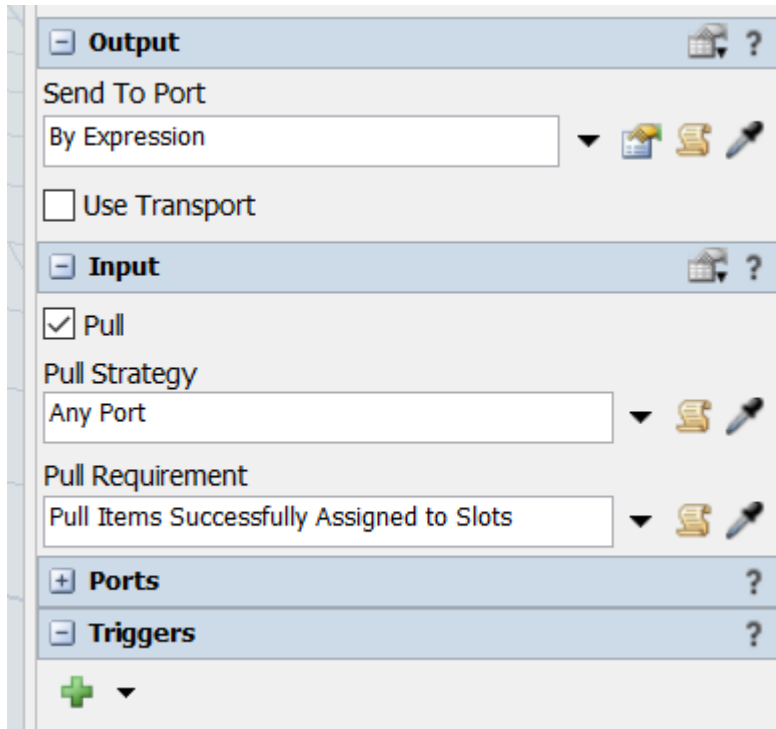 Output
?
Send To Port
By Expression
Use Transport
Input
?
Pull
Pull Strategy
Any Port
Pull Requirement
Pull Items Successfully Assigned to Slots
Ports
?
Triggers
?